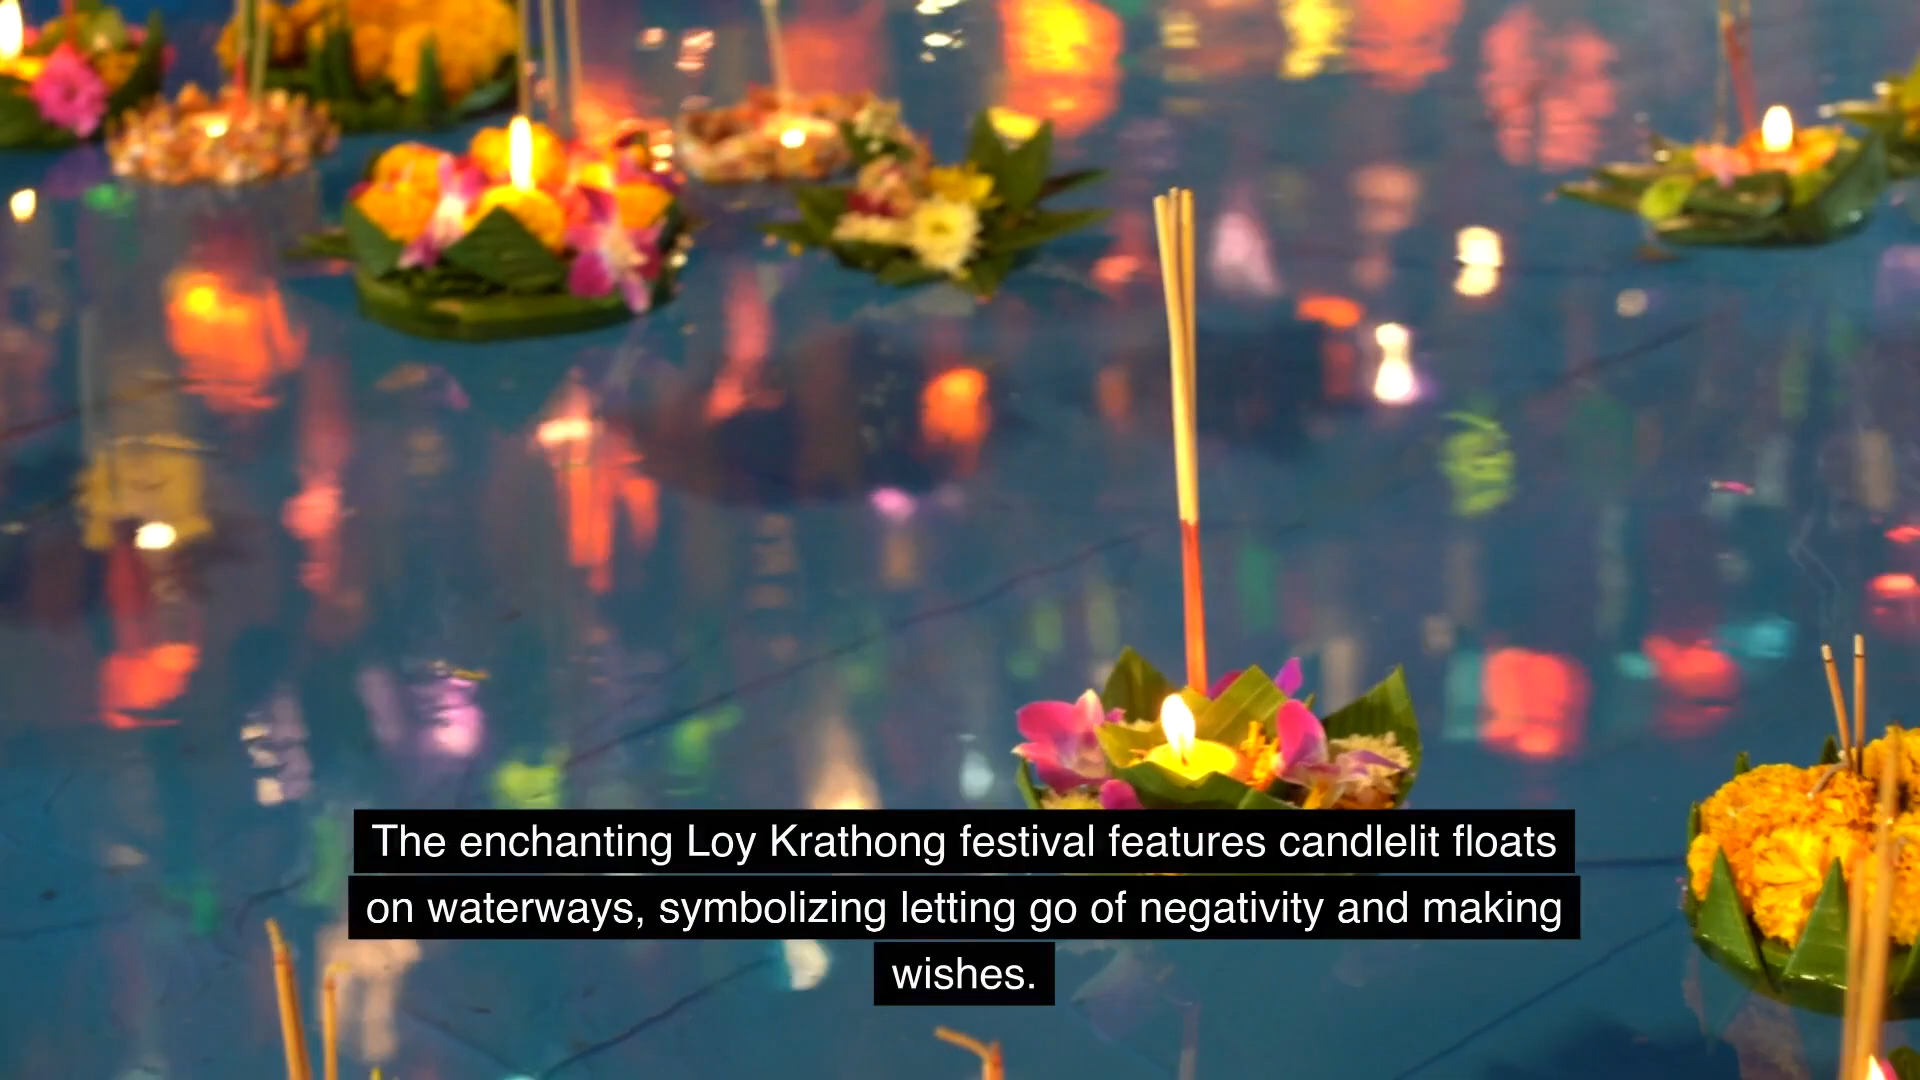 The enchanting Loy Krathong festival features candlelit floats
on waterways, symbolizing letting go of negativity and making
wishes.